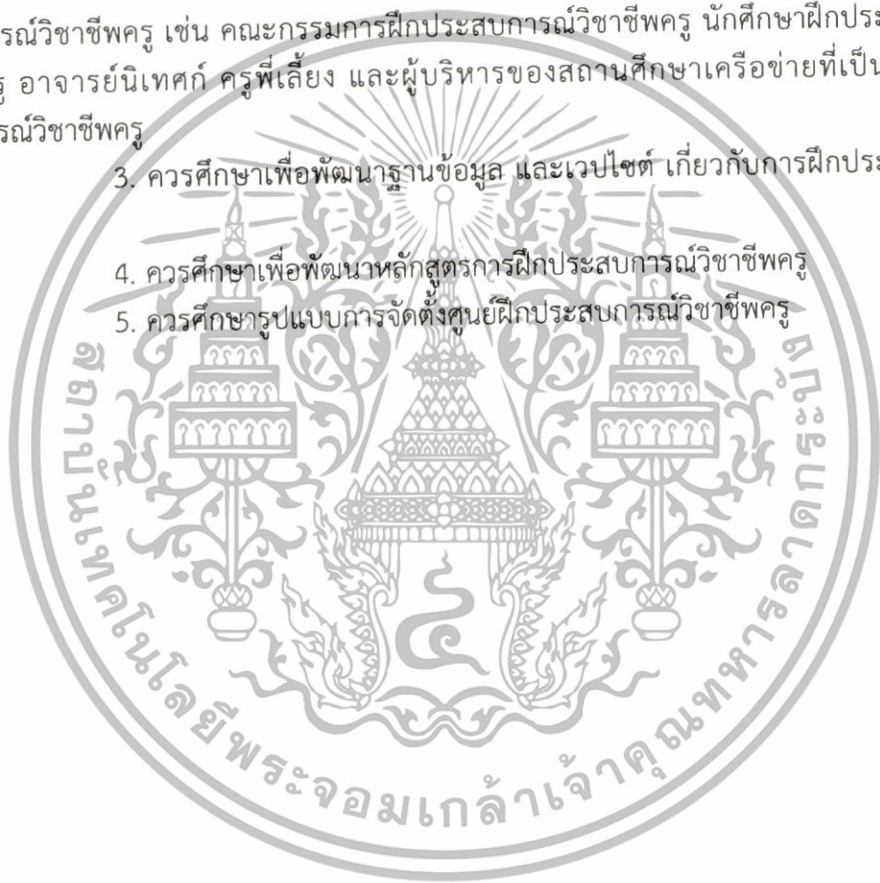 รณ์วิชาชีพครู เช่น คณะกรรมการฝึกประสบการณ์วิชาชีพครู นักศึกษาฝึกประ
รู อาจารย์นิเทศก์ ครูพี่เลี้ยง และผู้บริหารของสถานศึกษาเครือข่ายที่เป็น
รณ์วิชาชีพครู
3. ควรศึกษาเพื่อพัฒนาฐานข้อมูล และเวปไซต์ เกี่ยวกับการฝึกประ
4. ควรศึกษาเพื่อพัฒนาหลักสูตรการฝึกประสบการณ์วิชาชีพครู
5. ควรศึกษารูปแบบการจัดตั้งศูนย์ฝึกประสบการณ์วิชาชีพครู
สถาบันเทคโนโลยีพระจอมเกล้าเจ้าคุณทหารลาดกระบัง
๔